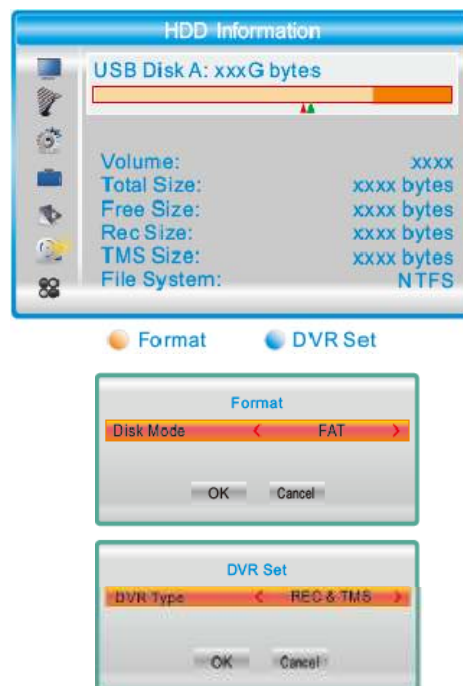 HDD Information
USB Disk A: xxxG bytes
Volume: xxxx
Total Size: xxxx bytes
Free Size: xxxx bytes
Rec Size: xxxx bytes
TMS Size: xxxx bytes
File System: NTFS
Format DVR Set
Format
Disk Mode FAT
OK Cancel
DVR Set
DVR Type REC & TMS
OK Cancel